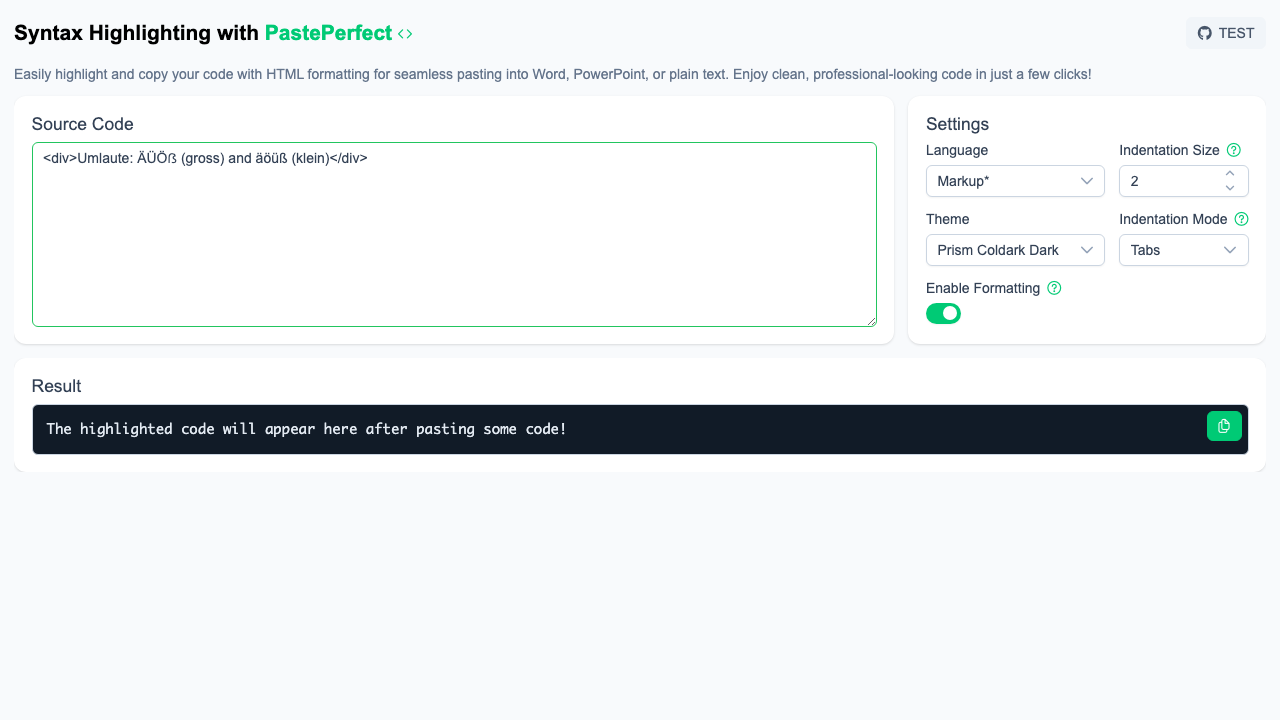 Syntax Highlighting with PastePerfect <>
TEST
Easily highlight and copy your code with HTML formatting for seamless pasting into Word, PowerPoint, or plain text. Enjoy clean, professional-looking code in just a few clicks!
Source Code
<div>Umlaute: ÄÜÖß (gross) and äöüß (klein)</div>
Settings
Language
Indentation Size
Markup*
2
Theme
Indentation Mode
Prism Coldark Dark
Tabs
Enable Formatting
Result
The highlighted code will appear here after pasting some code!